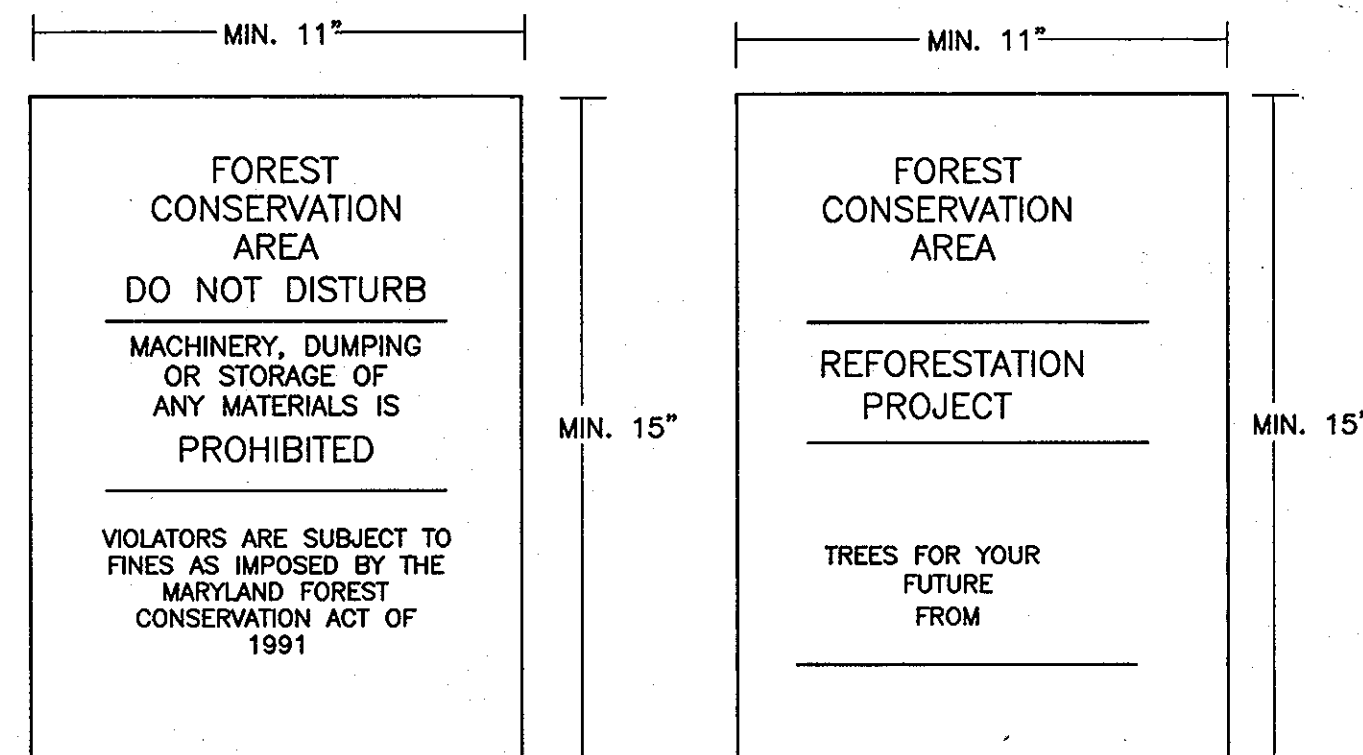 MIN. 11"
FOREST
CONSERVATION
AREA
DO NOT DISTURB
MACHINERY, DUMPING
OR STORAGE OF
ANY MATERIALS IS
PROHIBITED
VIOLATORS ARE SUBJECT TO
FINES AS IMPOSED BY THE
MARYLAND FOREST
CONSERVATION ACT OF
1991
MIN. 15"
MIN. 11"
FOREST
CONSERVATION
AREA
REFORESTATION
PROJECT
TREES FOR YOUR
FUTURE
FROM
MIN. 15'